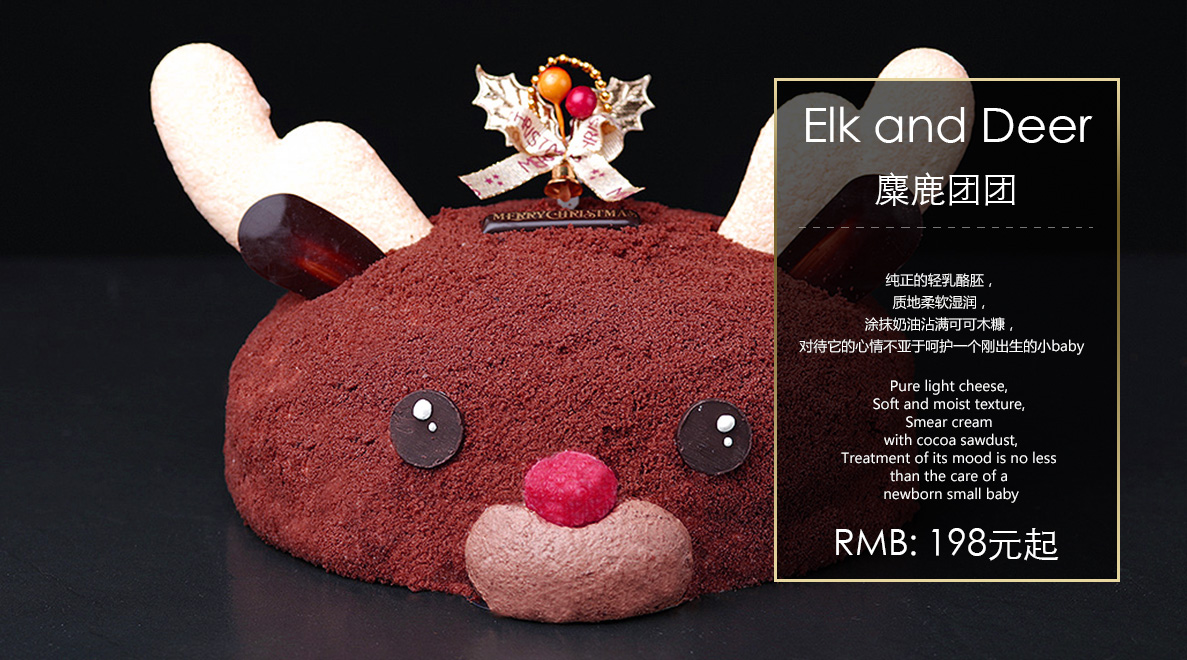 CHRISTMA
MERRY CHRISTMAS
Elk and Deer
麋鹿团团
纯正的轻乳酪胚，
质地柔软湿润，
涂抹奶油沾满可可木糠，
对待它的心情不亚于呵护一个刚出生的小baby
Pure light cheese,
Soft and moist texture,
Smear cream
with cocoa sawdust,
Treatment of its mood is no less
than the care of a
newborn small baby
RMB: 198元起